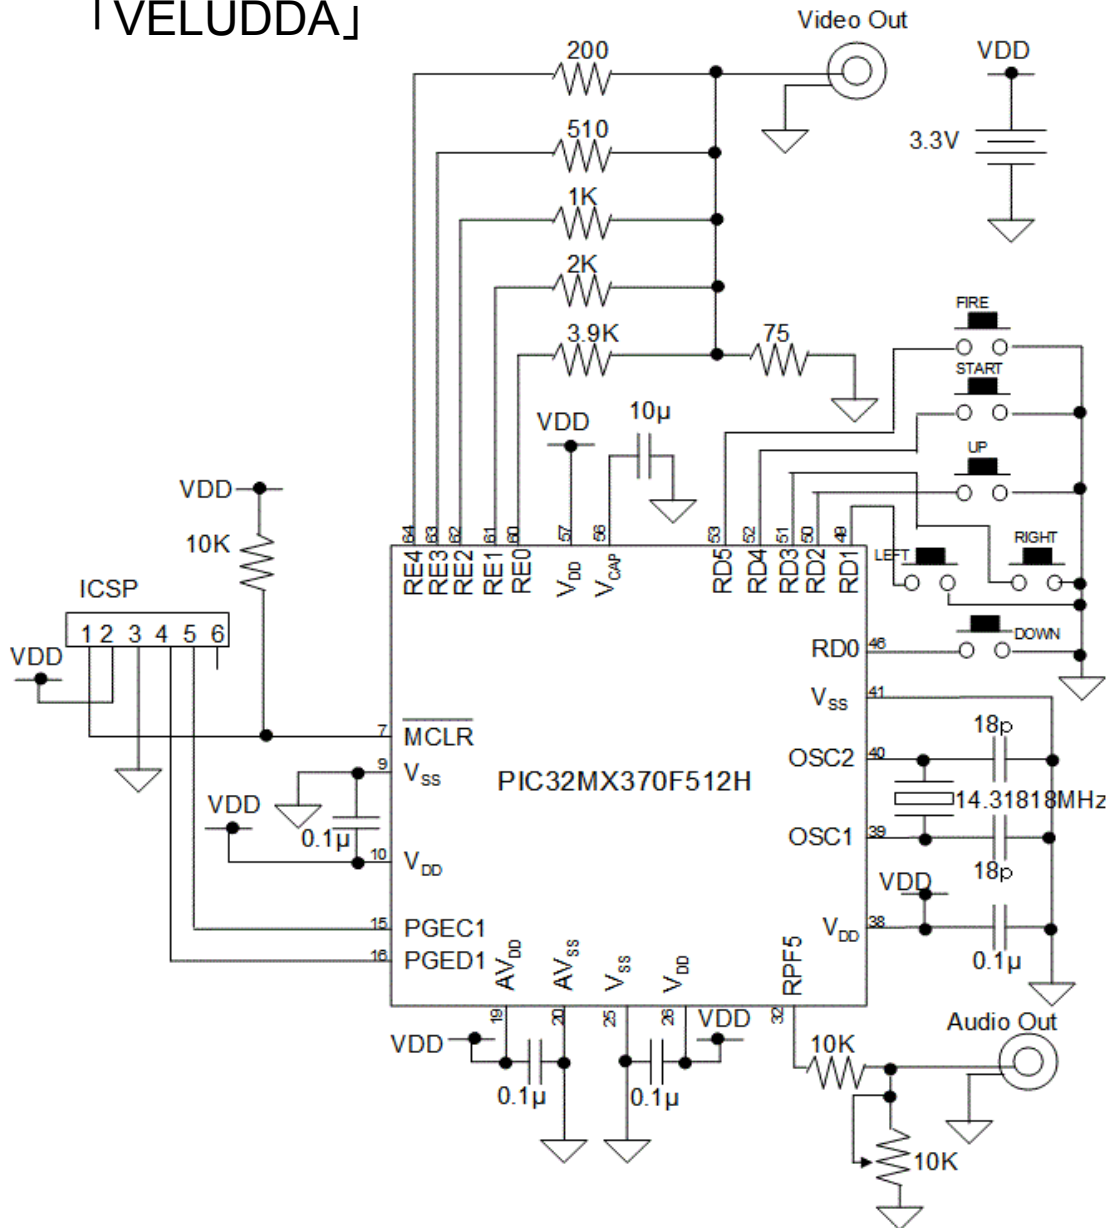 「VELUDDA」
Video Out
200
VDD
510
3.3V
1K
2K
FIRE
3.9K
75
START
10μ
VDD
UP
VDD
10K
64
63
62
61
60
57
56
53
52
51
50
49
RE4
RE3
RE2
RE1
RE0
VDD
VCAP
RD5
RD4
RD3
RD2
RD1
LEFT
RIGHT
ICSP
1 2 3 4 5 6
VDD
RD0
46
DOWN
VSS
41
7
MCLR
18p
9
VSS
PIC32MX370F512H
OSC2
40
VDD
14.31818MHz
0.1μ
OSC1
39
10
VDD
18p
VDD
15
PGEC1
VDD
38
16
PGED1
0.1μ
AVDD
AVSS
VSS
VDD
RPF5
19
20
25
26
32
VDD
VDD
Audio Out
10K
0.1μ
0.1μ
10K